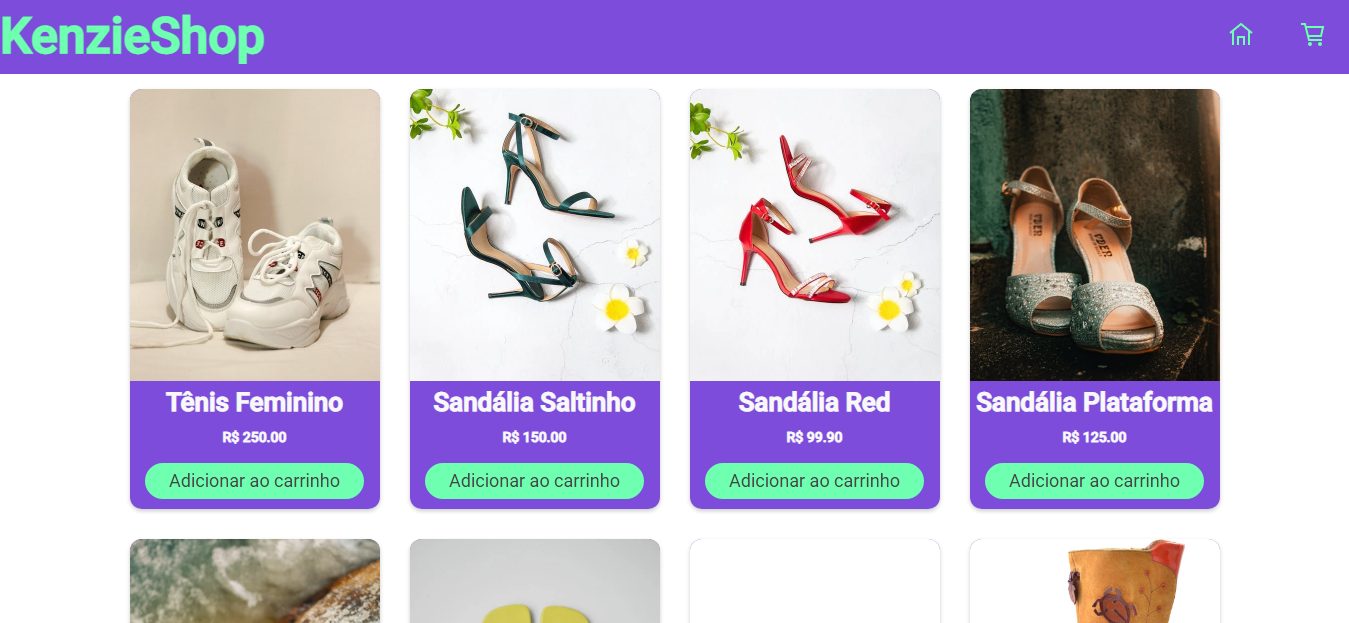 KenzieShop
Tênis Feminino
R$ 250.00
Adicionar ao carrinho
Sandália Saltinho
R$ 150.00
Adicionar ao carrinho
Sandália Red
R$ 99.90
Adicionar ao carrinho
Sandália Plataforma
R$ 125.00
Adicionar ao carrinho